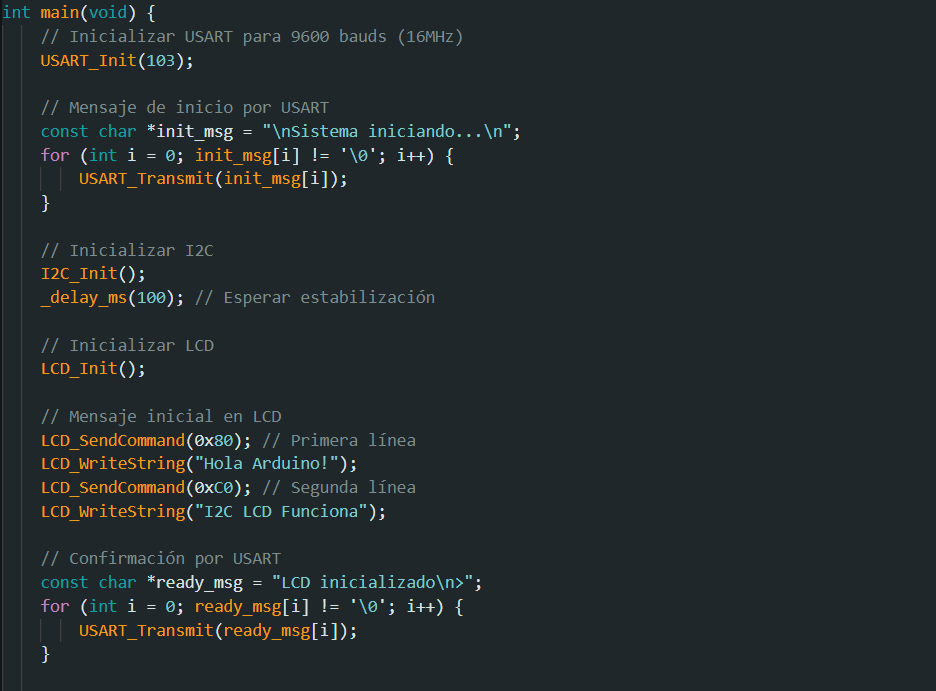 int main(void) {
// Inicializar USART para 9600 bauds (16MHz)
USART_Init(103);
// Mensaje de inicio por USART
const char *init_msg = "\nSistema iniciando...\n";
for (int i = 0; init_msg[i] != '\0'; i++) {
USART_Transmit(init_msg[i]);
}
// Inicializar I2C
I2C_Init();
_delay_ms(100); // Esperar estabilización
// Inicializar LCD
LCD_Init();
// Mensaje inicial en LCD
LCD_SendCommand(0x80); // Primera línea
LCD_WriteString("Hola Arduino!");
LCD_SendCommand(0xC0); // Segunda línea
LCD_WriteString("I2C LCD Funciona");
// Confirmación por USART
const char *ready_msg = "LCD inicializado\n>";
for (int i = 0; ready_msg[i] != '\0'; i++) {
USART_Transmit(ready_msg[i]);
}